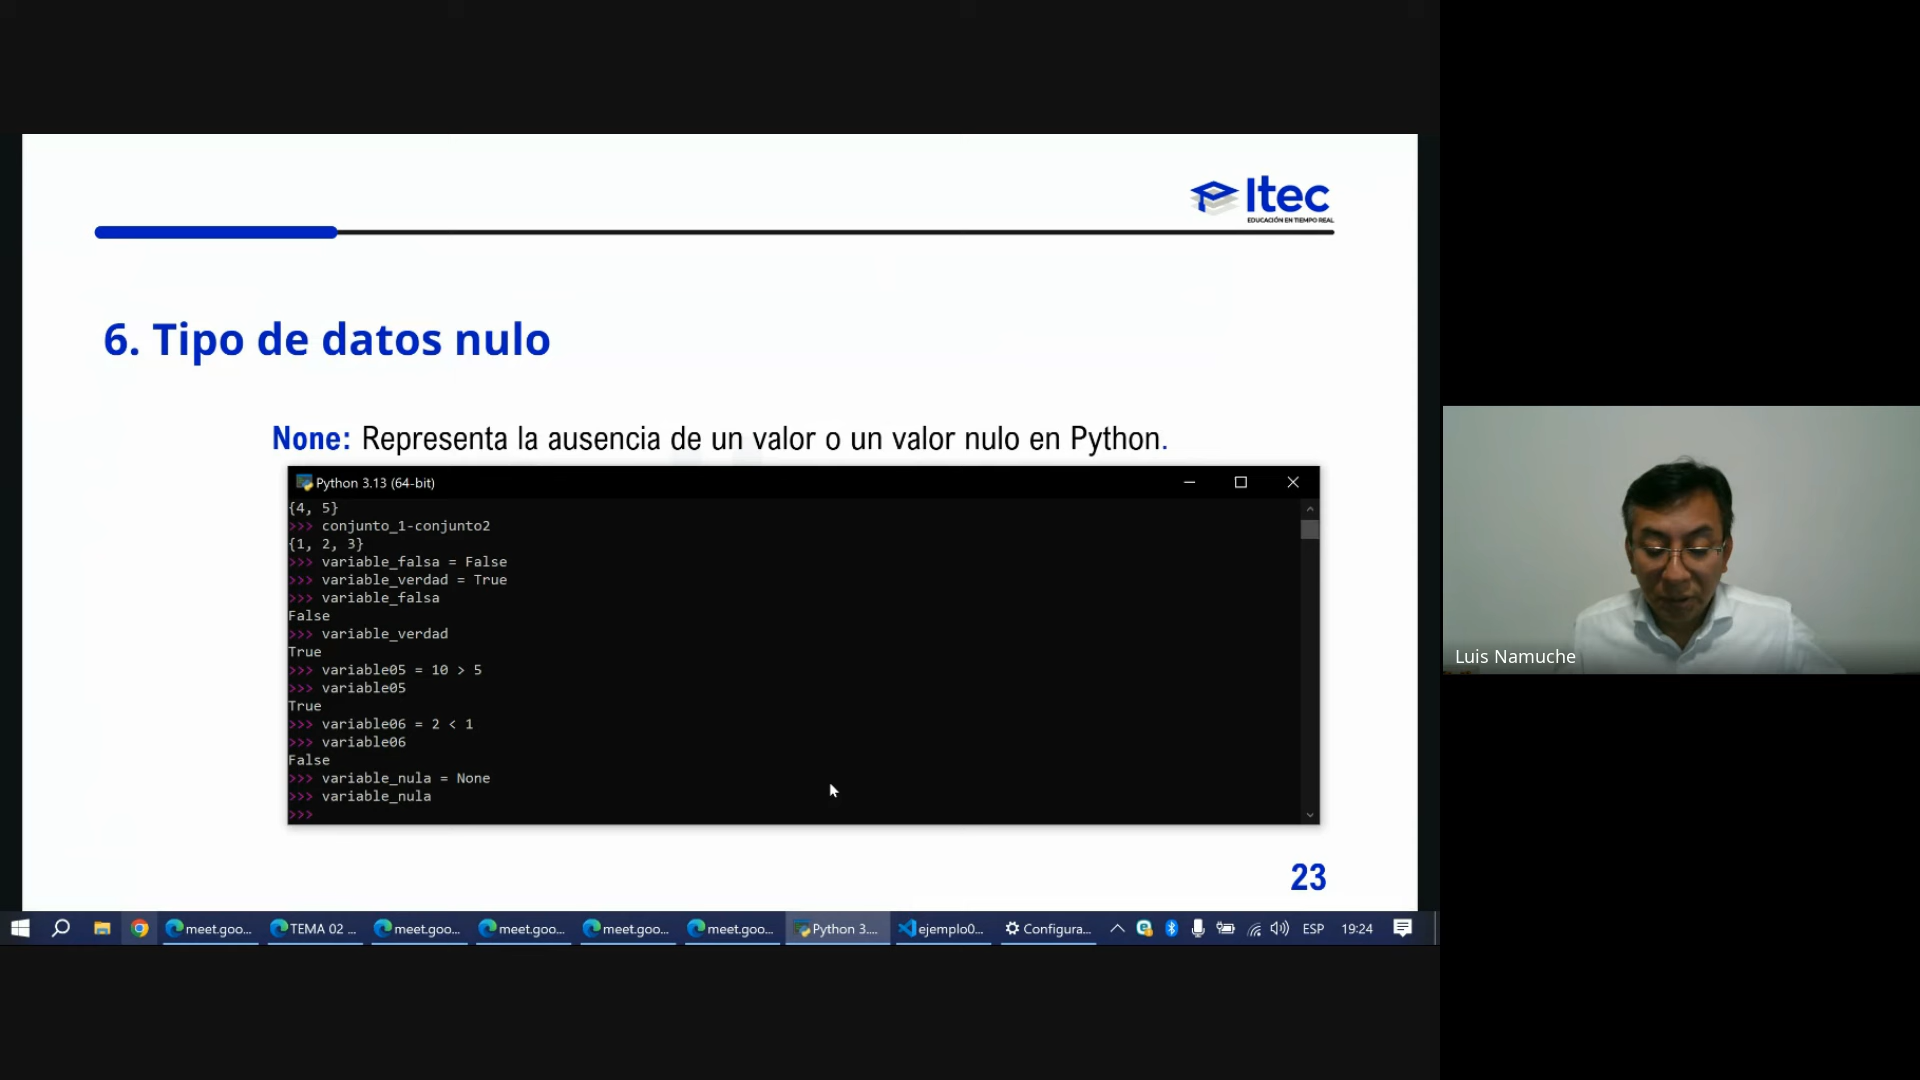 Itec
EDUCACIÓN EN TIEMPO REAL
6. Tipo de datos nulo
None: Representa la ausencia de un valor o un valor nulo en Python.
Python 3.13 (64-bit)
{4, 5}
>>> conjunto_1-conjunto2
{1, 2, 3}
>>> variable_falsa = False
>>> variable_verdad = True
>>> variable_falsa
False
>>> variable_verdad
True
>>> variable05 = 10 > 5
>>> variable05
True
>>> variable06 = 2 < 1
>>> variable06
False
>>> variable_nula = None
>>> variable_nula
>>>
23
Luis Namuche
meet.goo... TEMA 02 ... meet.goo... meet.goo... meet.goo... meet.goo... Python 3.... ejemplo0... Configura... ESP 19:24